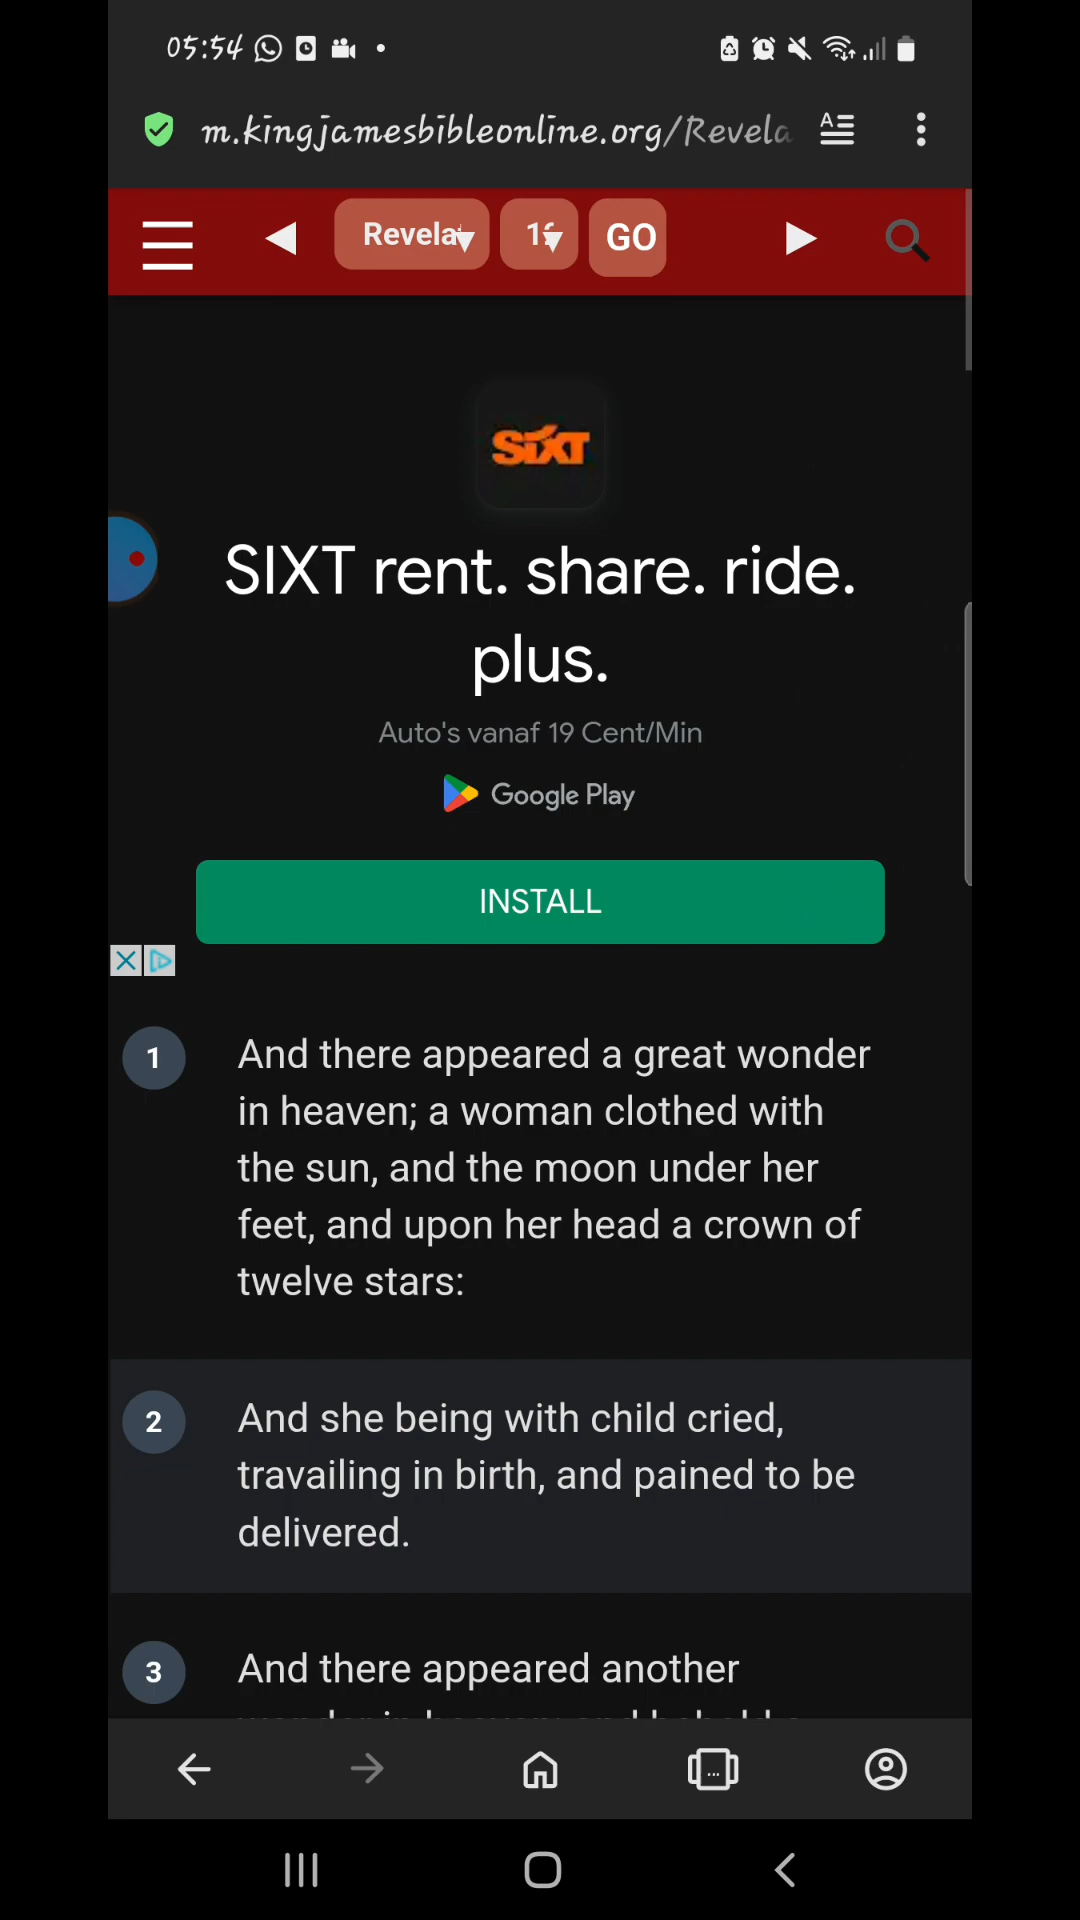 05:54
m.kingjamesbibleonline.org/Revela
Revela
GO
SIXT
SIXT rent. share. ride.
plus.
Auto's vanaf 19 Cent/Min
Google Play
INSTALL
1 And there appeared a great wonder
in heaven; a woman clothed with
the sun, and the moon under her
feet, and upon her head a crown of
twelve stars:
2 And she being with child cried,
travailing in birth, and pained to be
delivered.
3 And there appeared another